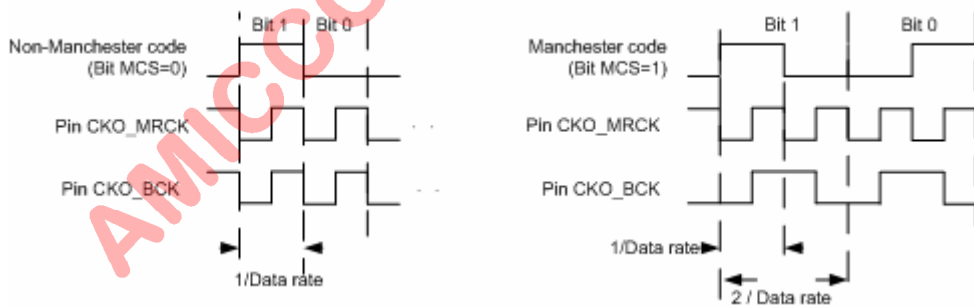 Bit 1 Bit 0
Non-Manchester code
(Bit MCS=0)
Pin CKO_MRCK
Pin CKO_BCK
1/Data rate
Bit 1 Bit 0
Manchester code
(Bit MCS=1)
Pin CKO_MRCK
Pin CKO_BCK
1/Data rate
2 / Data rate
AMICCO